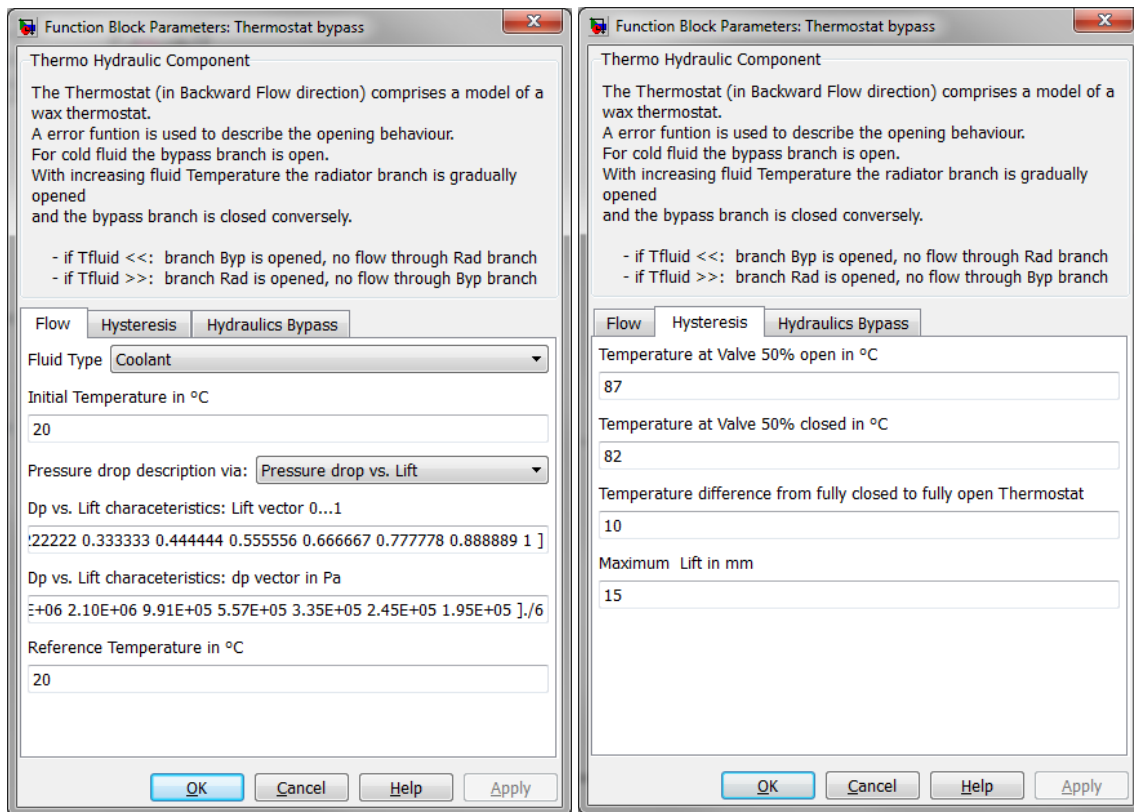 Function Block Parameters: Thermostat bypass
Thermo Hydraulic Component
The Thermostat (in Backward Flow direction) comprises a model of a
wax thermostat.
A error funtion is used to describe the opening behaviour.
For cold fluid the bypass branch is open.
With increasing fluid Temperature the radiator branch is gradually
opened
and the bypass branch is closed conversely.
- if Tfluid <<: branch Byp is opened, no flow through Rad branch
- if Tfluid >>: branch Rad is opened, no flow through Byp branch
Flow Hysteresis Hydraulics Bypass
Fluid Type Coolant
Initial Temperature in °C
20
Pressure drop description via: Pressure drop vs. Lift
Dp vs. Lift characeteristics: Lift vector 0...1
:22222 0.333333 0.444444 0.555556 0.666667 0.777778 0.888889 1 ]
Dp vs. Lift characeteristics: dp vector in Pa
E+06 2.10E+06 9.91E+05 5.57E+05 3.35E+05 2.45E+05 1.95E+05 ]./6
Reference Temperature in °C
20
OK Cancel Help Apply
Function Block Parameters: Thermostat bypass
Thermo Hydraulic Component
The Thermostat (in Backward Flow direction) comprises a model of a
wax thermostat.
A error funtion is used to describe the opening behaviour.
For cold fluid the bypass branch is open.
With increasing fluid Temperature the radiator branch is gradually
opened
and the bypass branch is closed conversely.
- if Tfluid <<: branch Byp is opened, no flow through Rad branch
- if Tfluid >>: branch Rad is opened, no flow through Byp branch
Flow Hysteresis Hydraulics Bypass
Temperature at Valve 50% open in °C
87
Temperature at Valve 50% closed in °C
82
Temperature difference from fully closed to fully open Thermostat
10
Maximum Lift in mm
15
OK Cancel Help Apply